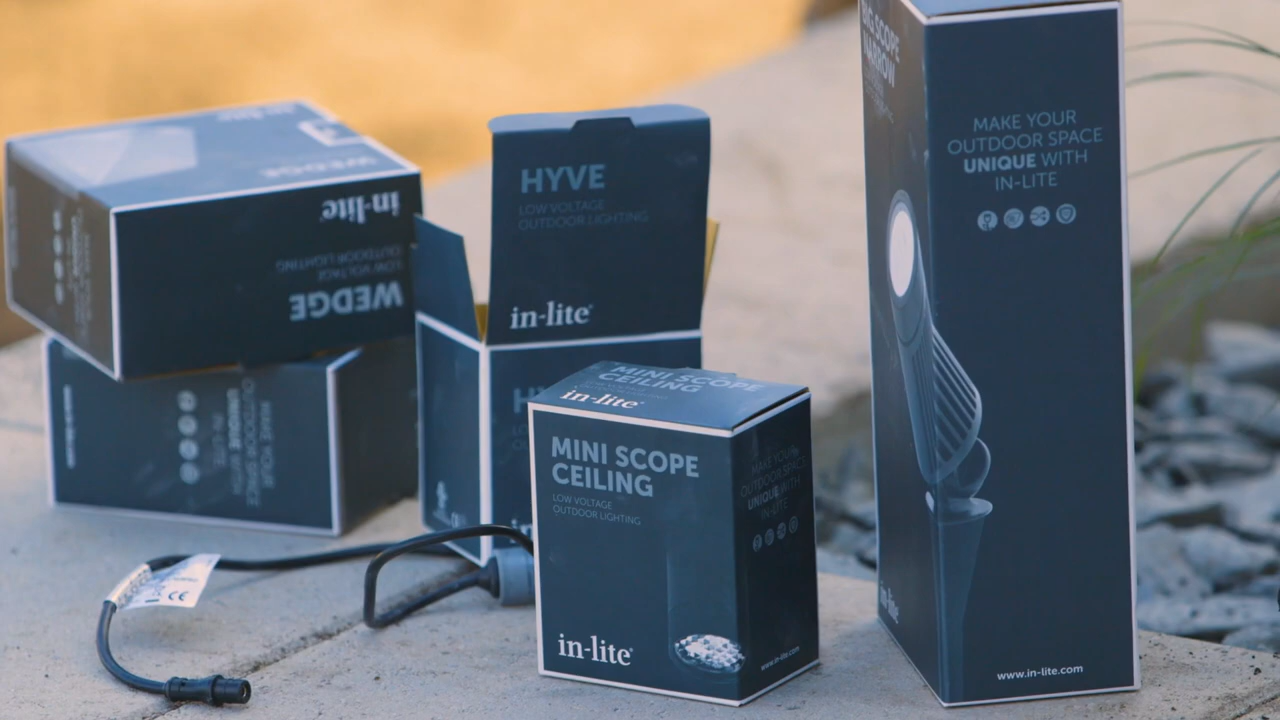 WEDGE
in-lite
WEDGE
LOW VOLTAGE
OUTDOOR LIGHTING
MAKE YOUR
OUTDOOR SPACE
UNIQUE WITH
IN-LITE
HYVE
LOW VOLTAGE
OUTDOOR LIGHTING
in-lite®
MINI SCOPE
CEILING
in-lite®
MINI SCOPE
CEILING
LOW VOLTAGE
OUTDOOR LIGHTING
in-lite®
MAKE YOUR
OUTDOOR SPACE
UNIQUE WITH
IN-LITE
www.in-lite.com
BIG SCOPE
NARROW
in-lite
MAKE YOUR
OUTDOOR SPACE
UNIQUE WITH
IN-LITE
www.in-lite.com
CE